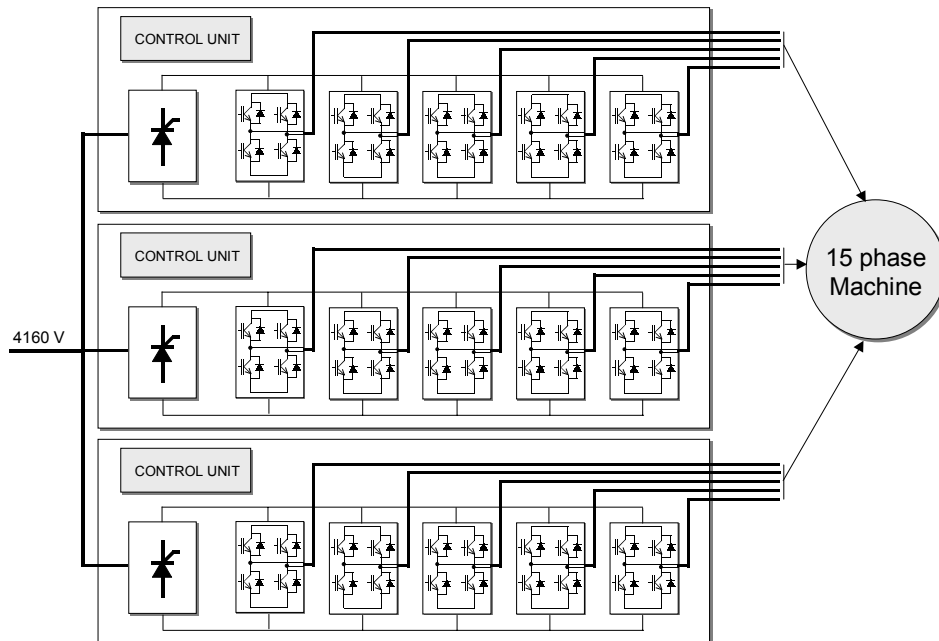 CONTROL UNIT
CONTROL UNIT
15 phase
Machine
4160 V
CONTROL UNIT